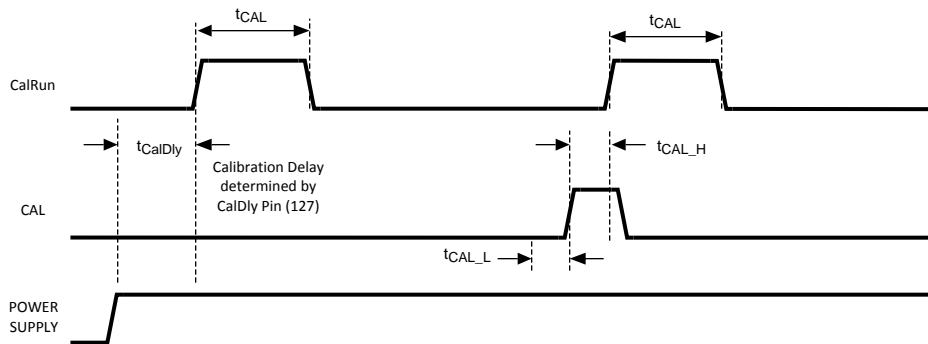 tCAL
tCAL
CalRun
tCalDly
tCAL_H
Calibration Delay
determined by
CalDly Pin (127)
CAL
tCAL_L
POWER
SUPPLY